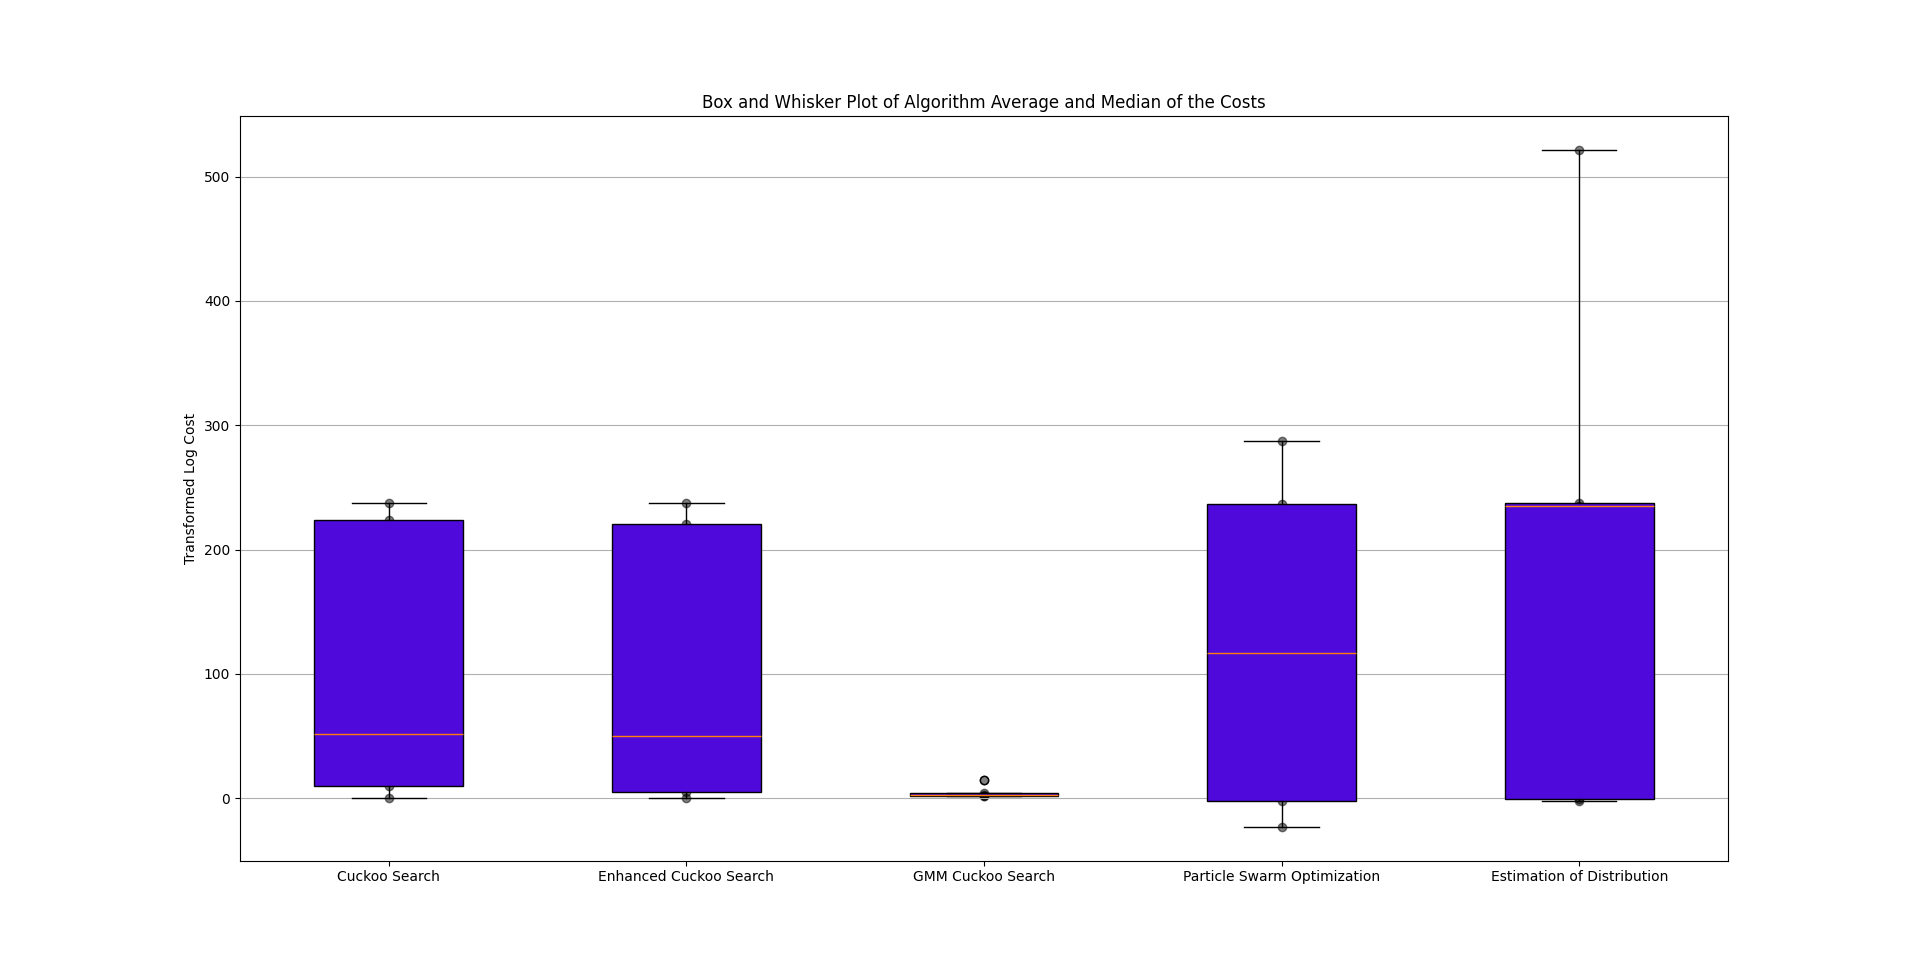 Box and Whisker Plot of Algorithm Average and Median of the Costs
Transformed Log Cost
500
400
300
200
100
0
Cuckoo Search
Enhanced Cuckoo Search
GMM Cuckoo Search
Particle Swarm Optimization
Estimation of Distribution